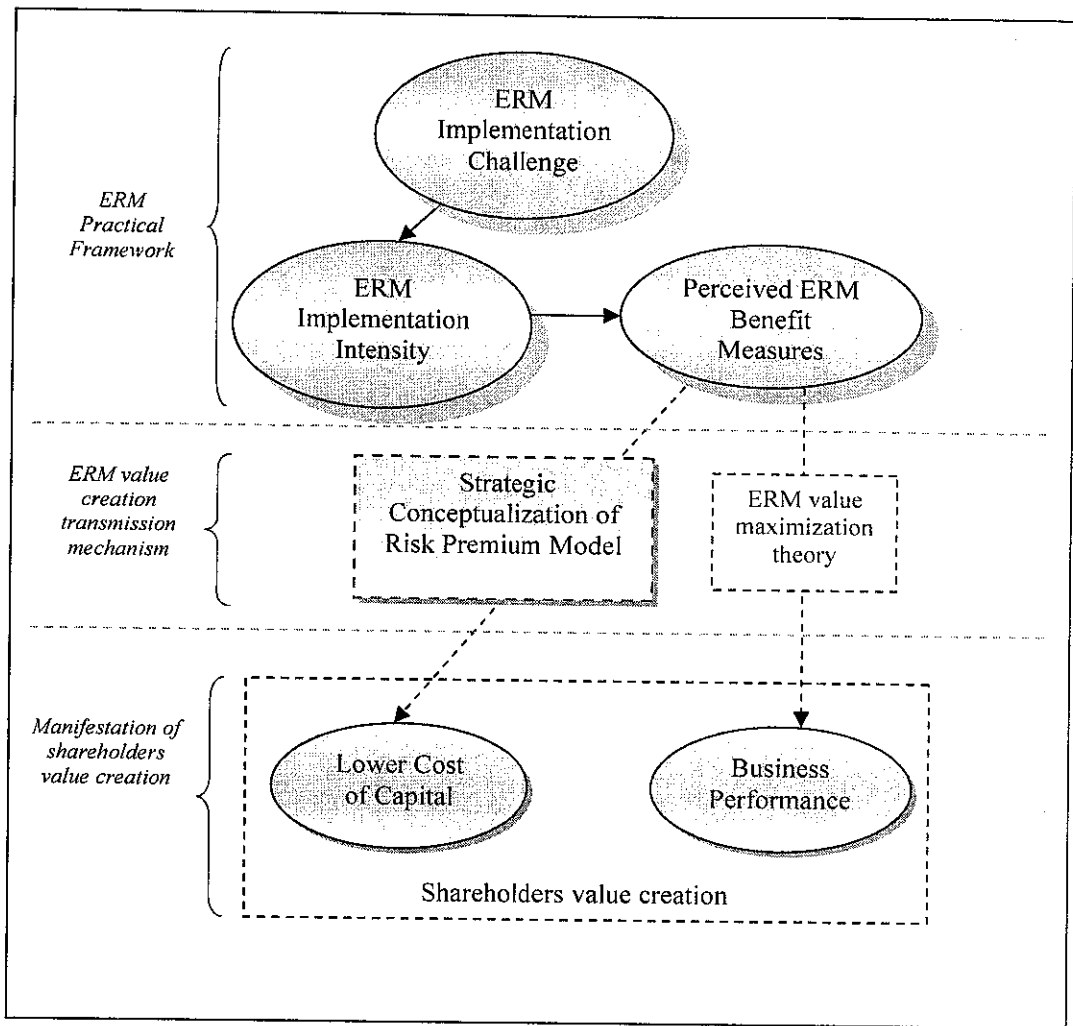 ERM
Implementation
Challenge
ERM
Practical
Framework
ERM
Implementation
Intensity
Perceived ERM
Benefit
Measures
ERM value
creation
transmission
mechanism
Strategic
Conceptualization of
Risk Premium Model
ERM value
maximization
theory
Manifestation of
shareholders
value creation
Lower Cost
of Capital
Business
Performance
Shareholders value creation